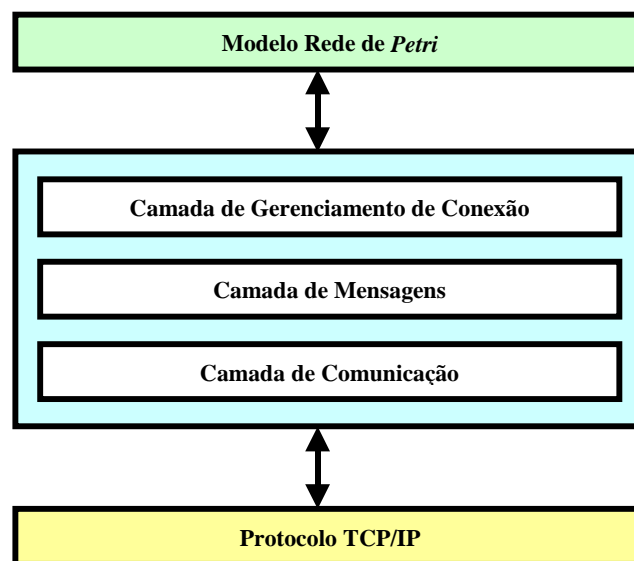 Modelo Rede de Petri
Camada de Gerenciamento de Conexão
Camada de Mensagens
Camada de Comunicação
Protocolo TCP/IP